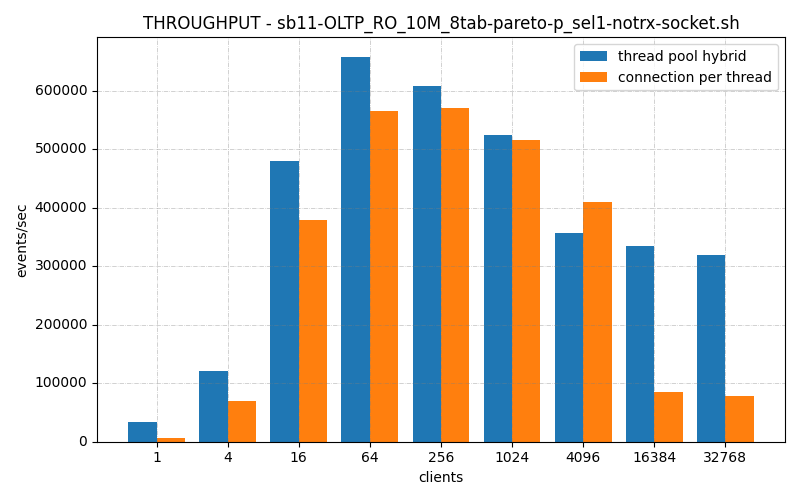 THROUGHPUT - sb11-OLTP_RO_10M_8tab-pareto-p_sel1-notrx-socket.sh
thread pool hybrid
connection per thread
600000
500000
400000
300000
200000
100000
0
events/sec
1 4 16 64 256 1024 4096 16384 32768
clients